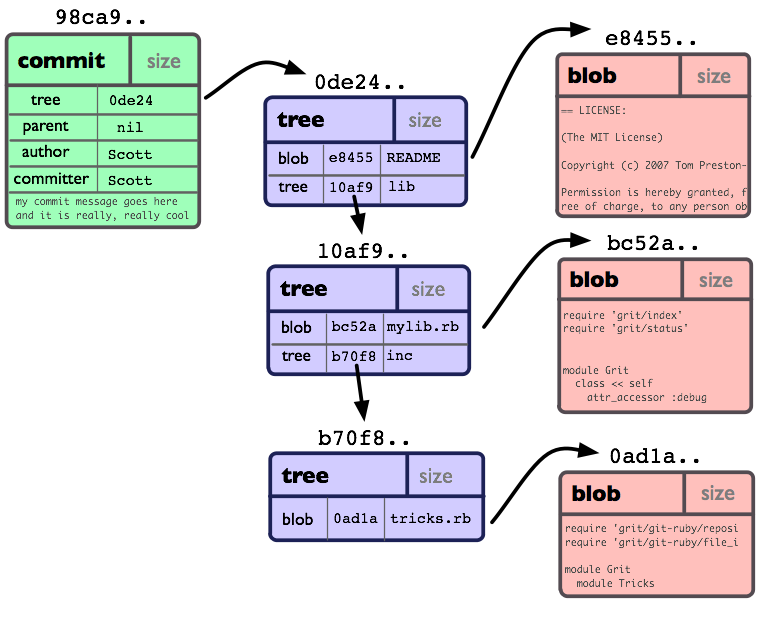 98ca9..
commit size
tree 0de24
parent nil
author Scott
committer Scott
my commit message goes here
and it is really, really cool
0de24..
tree size
blob e8455 README
tree 10af9 lib
10af9..
tree size
blob bc52a mylib.rb
tree b70f8 inc
b70f8..
tree size
blob 0ad1a tricks.rb
e8455..
blob size
== LICENSE:
(The MIT License)
Copyright (c) 2007 Tom Preston-
Permission is hereby granted, f
ree of charge, to any person ob
bc52a..
blob size
require 'grit/index'
require 'grit/status'
module Grit
class << self
attr_accessor :debug
0ad1a..
blob size
require 'grit/git-ruby/reposi
require 'grit/git-ruby/file_i
module Grit
module Tricks